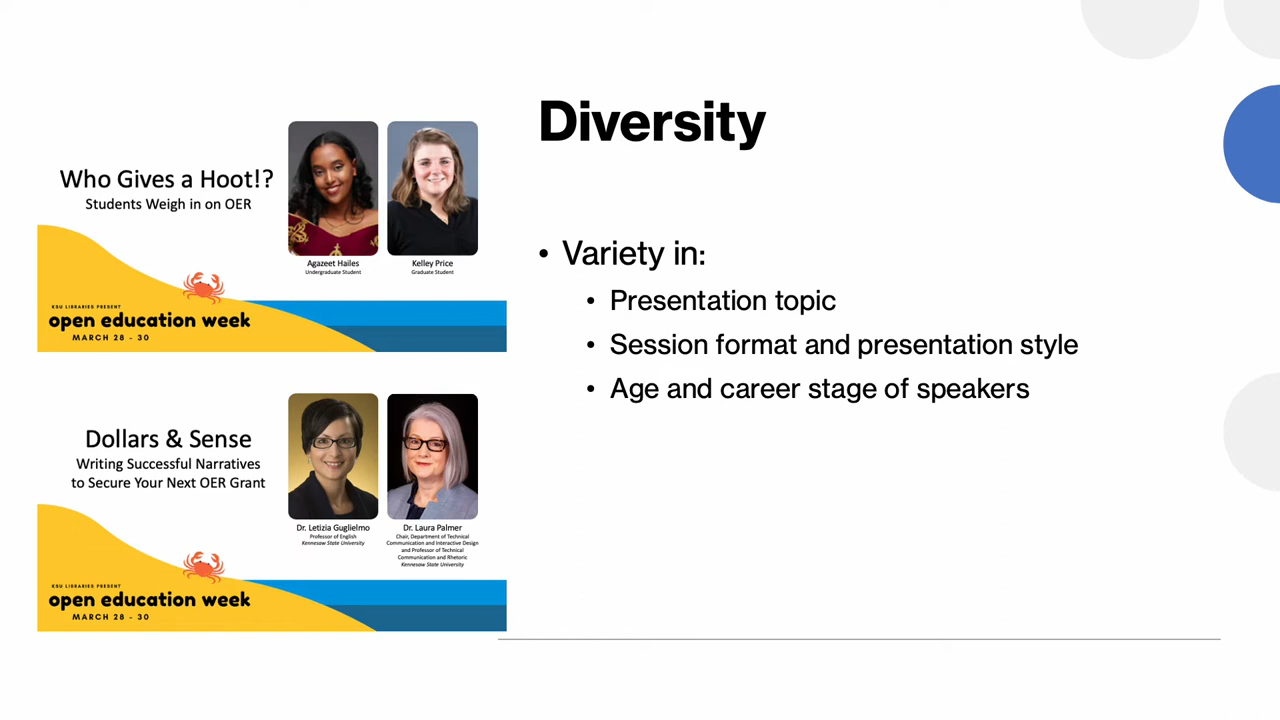 Who Gives a Hoot!?
Students Weigh in on OER
Agazeet Hailes
Undergraduate Student
Kelley Price
Graduate Student
KSU LIBRARIES PRESENT
open education week
MARCH 28 - 30
Dollars & Sense
Writing Successful Narratives
to Secure Your Next OER Grant
Dr. Letizia Guglielmo
Professor of English
Kennesaw State University
Dr. Laura Palmer
Chair, Department of Technical
Communication and Interactive Design
and Professor of Technical
Communication and Rhetoric
Kennesaw State University
KSU LIBRARIES PRESENT
open education week
MARCH 28 - 30
Diversity
• Variety in:
• Presentation topic
• Session format and presentation style
• Age and career stage of speakers